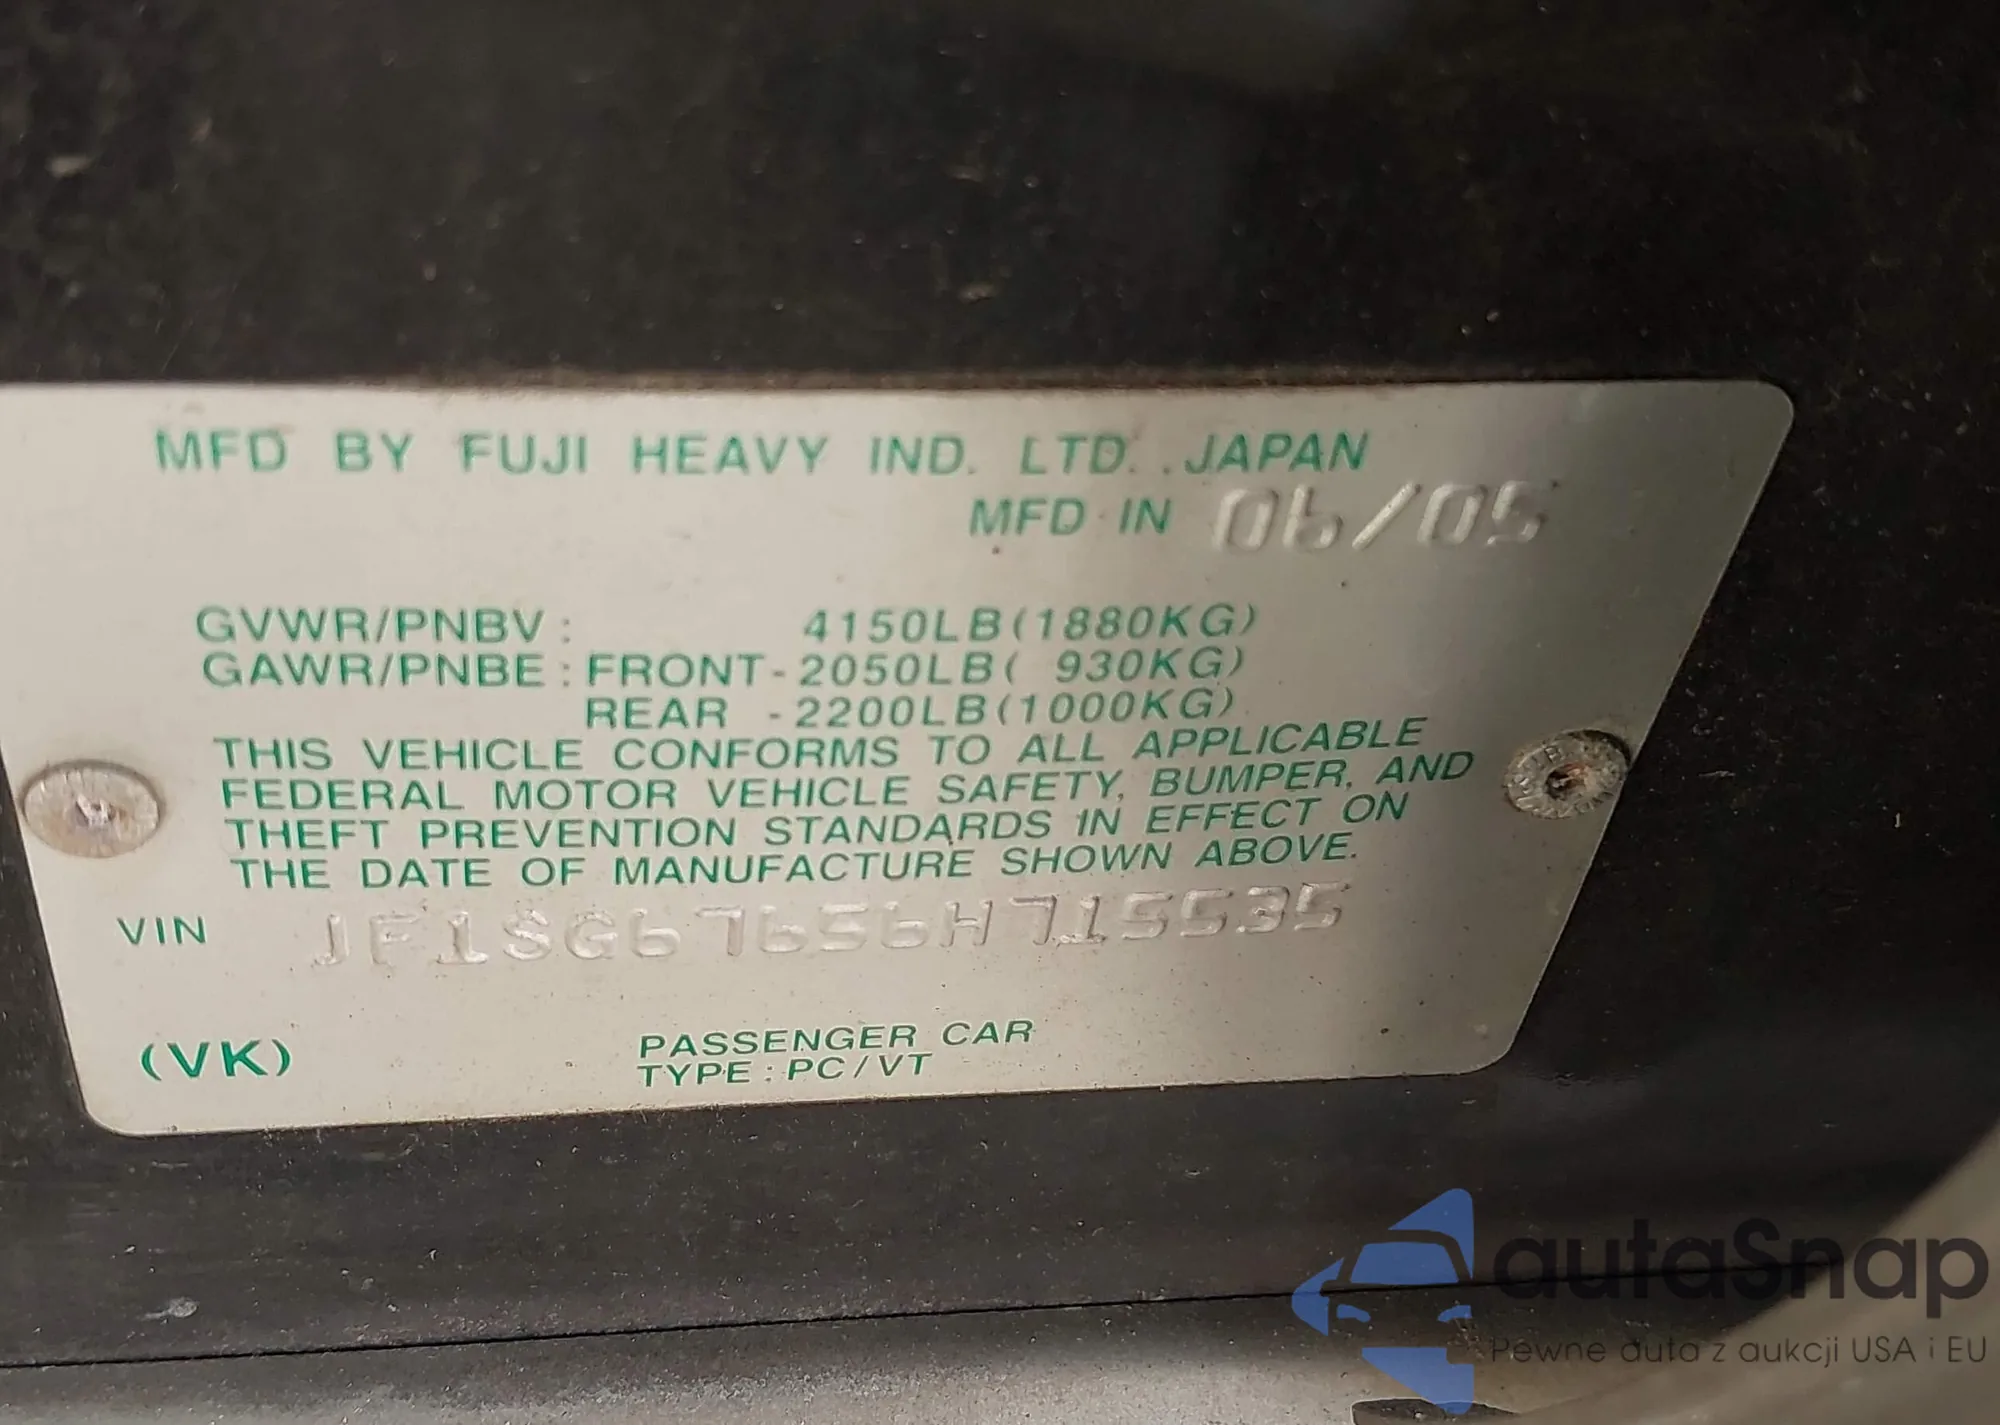 MFD BY FUJI HEAVY IND. LTD. .JAPAN
MFD IN 06/05
GVWR/PNBV : 4150LB(1880KG)
GAWR/PNBE : FRONT-2050LB( 930KG)
REAR -2200LB(1000KG)
THIS VEHICLE CONFORMS TO ALL APPLICABLE
FEDERAL MOTOR VEHICLE SAFETY, BUMPER, AND
THEFT PREVENTION STANDARDS IN EFFECT ON
THE DATE OF MANUFACTURE SHOWN ABOVE.
VIN JF1SG67656H715535
(VK) PASSENGER CAR
TYPE : PC/VT
autaSnap
Pewne auta z aukcji USA i EU